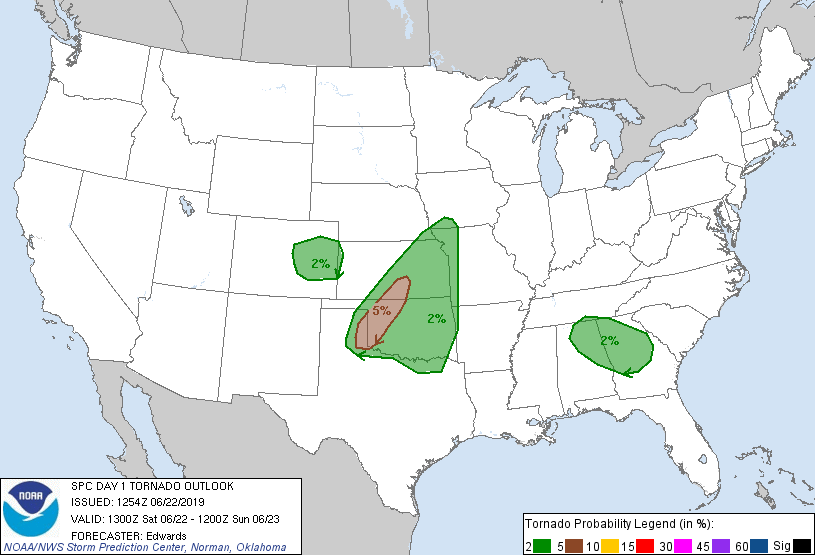 2%
5%
2%
2%
NOAA
SPC DAY 1 TORNADO OUTLOOK
ISSUED: 1254Z 06/22/2019
VALID: 1300Z Sat 06/22 - 1200Z Sun 06/23
FORECASTER: Edwards
NOAA/NWS Storm Prediction Center, Norman, Oklahoma
Tornado Probability Legend (in %):
2 5 10 15 30 45 60 Sig